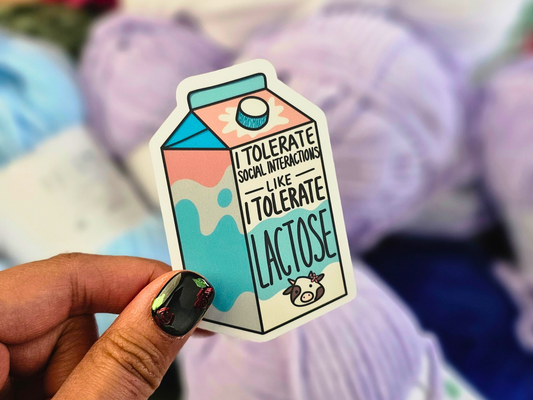 I TOLERATE
SOCIAL INTERACTIONS
LIKE
I TOLERATE
LACTOSE